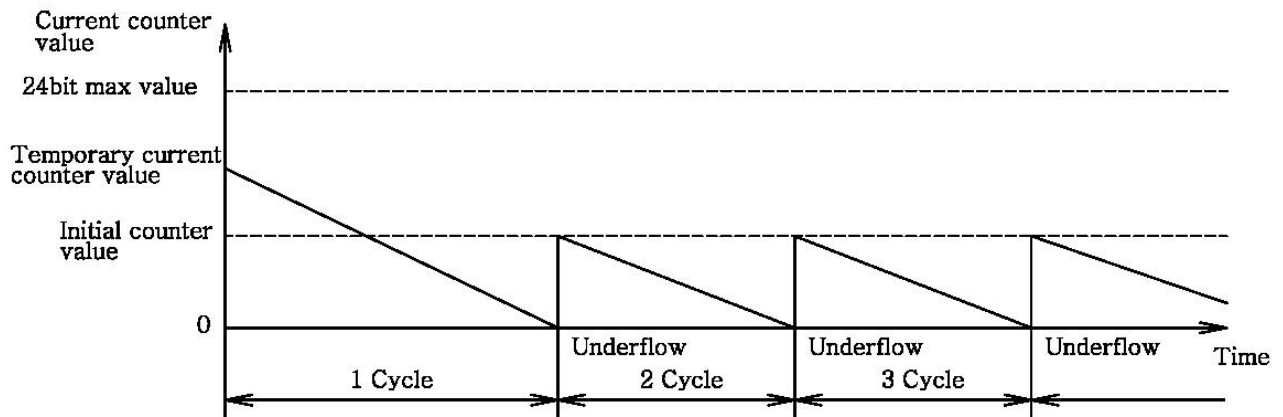 Current counter
value
24bit max value
Temporary current
counter value
Initial counter
value
0
Underflow
Underflow
Underflow
Time
1 Cycle
2 Cycle
3 Cycle